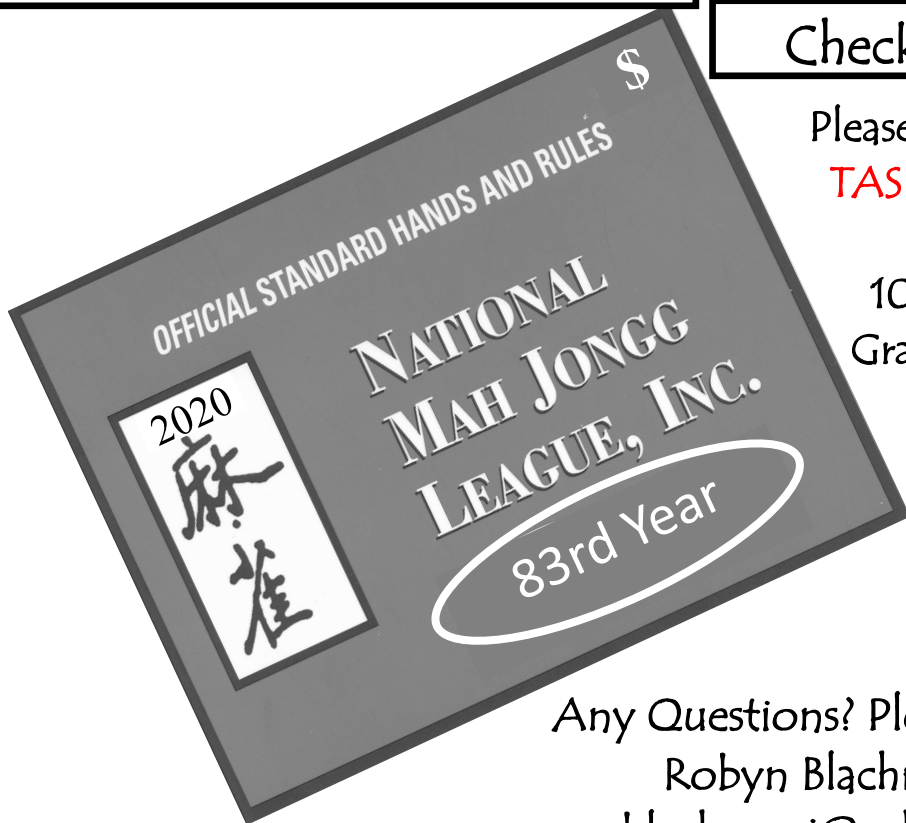 Check
Please
TAS
10
Gra
$
OFFICIAL STANDARD HANDS AND RULES
NATIONAL
MAH JONGG
LEAGUE, INC.
83rd Year
2020
麻
雀
Any Questions? Ple
Robyn Blach